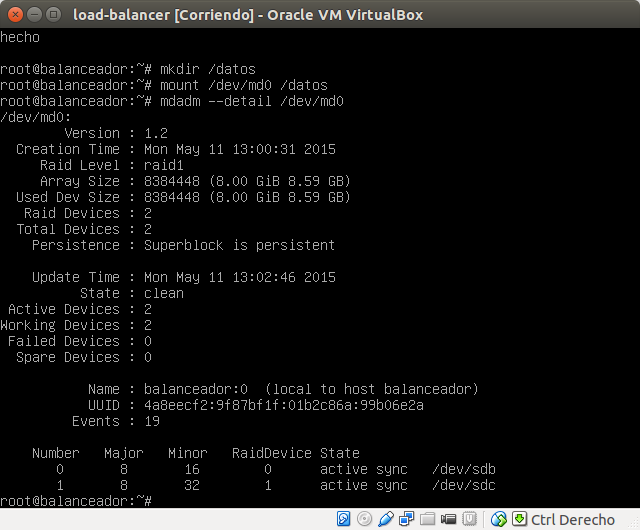 load-balancer [Corriendo] - Oracle VM VirtualBox
hecho
root@balanceador:~# mkdir /datos
root@balanceador:~# mount /dev/md0 /datos
root@balanceador:~# mdadm --detail /dev/md0
/dev/md0:
Version : 1.2
Creation Time : Mon May 11 13:00:31 2015
Raid Level : raid1
Array Size : 8384448 (8.00 GiB 8.59 GB)
Used Dev Size : 8384448 (8.00 GiB 8.59 GB)
Raid Devices : 2
Total Devices : 2
Persistence : Superblock is persistent
Update Time : Mon May 11 13:02:46 2015
State : clean
Active Devices : 2
Working Devices : 2
Failed Devices : 0
Spare Devices : 0
Name : balanceador:0  (local to host balanceador)
UUID : 4a8eecf2:9f87bf1f:01b2c86a:99b06e2a
Events : 19
Number   Major   Minor   RaidDevice State
0       8       16        0      active sync   /dev/sdb
1       8       32        1      active sync   /dev/sdc
root@balanceador:~#
Ctrl Derecho